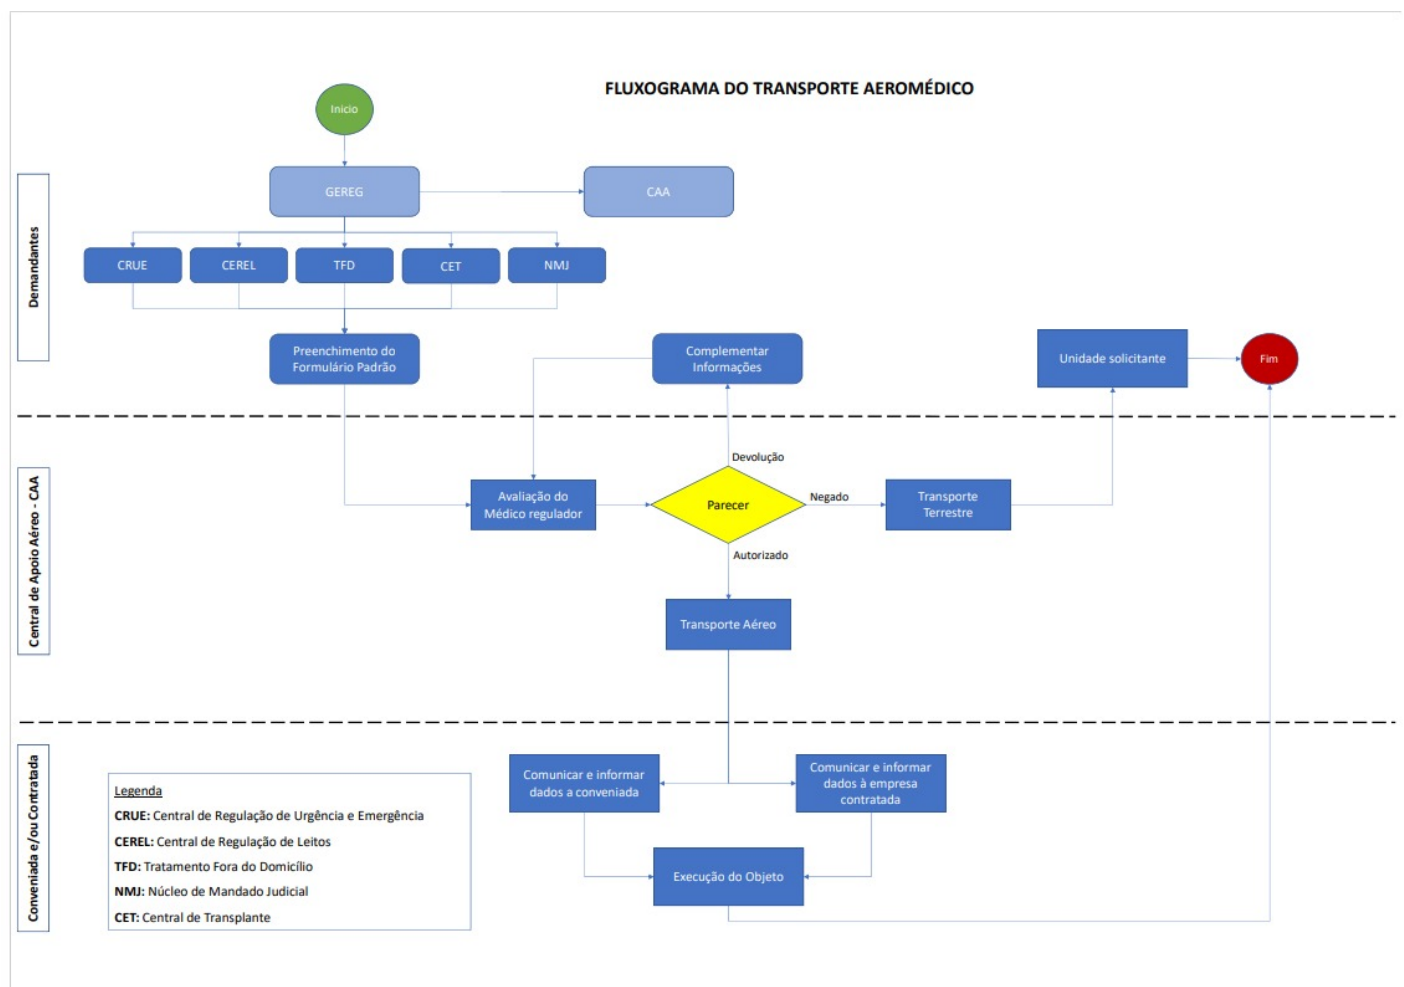 FLUXOGRAMA DO TRANSPORTE AEROMÉDICO
Inicio
Demandantes
GEREG
CAA
CRUE
CEREL
TFD
CET
NMJ
Preenchimento do
Formulário Padrão
Complementar
Informações
Unidade solicitante
Fim
Central de Apoio Aéreo - CAA
Devolução
Avaliação do
Médico regulador
Parecer
Negado
Transporte
Terrestre
Autorizado
Transporte Aéreo
Conveniada e/ou Contratada
Comunicar e informar
dados a conveniada
Comunicar e informar
dados à empresa
contratada
Execução do Objeto
Legenda
CRUE: Central de Regulação de Urgência e Emergência
CEREL: Central de Regulação de Leitos
TFD: Tratamento Fora do Domicílio
NMJ: Núcleo de Mandado Judicial
CET: Central de Transplante